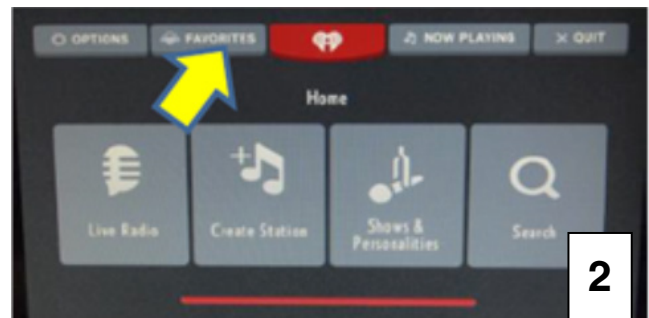 OPTIONS FAVORITES NOW PLAYING X QUIT
Home
Live Radio Create Station Shows & Personalities Search
2